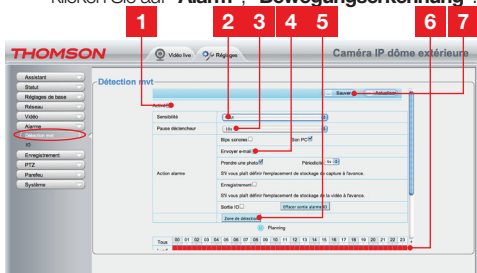 Klicken Sie auf "Alarm", "Bewegungserkennung".
1 2 3 4 5 6 7
THOMSON Vidéo live Réglages Caméra IP dôme extérieure
Assistant
Statut
Réglages de base
Réseau
Vidéo
Alarme
Détection mvt
IO
Enregistrement
PTZ
Parefeu
Système
Détection mvt
Sauver Actualiser
Sensibilité
Pause déclencheur
Bips sonores Son PC
Envoyer e-mail
Prendre une photo Périodicité 5s
Action alarme S'il vous plaît définir l'emplacement de stockage de capture à l'avance.
Enregistrement
S'il vous plaît définir l'emplacement de stockage de la vidéo à l'avance.
Sortie IO Effacer sortie alarme IO
Zone de détection
Planning
Tous 00 01 02 03 04 05 06 07 08 09 10 11 12 13 14 15 16 17 18 19 20 21 22 23